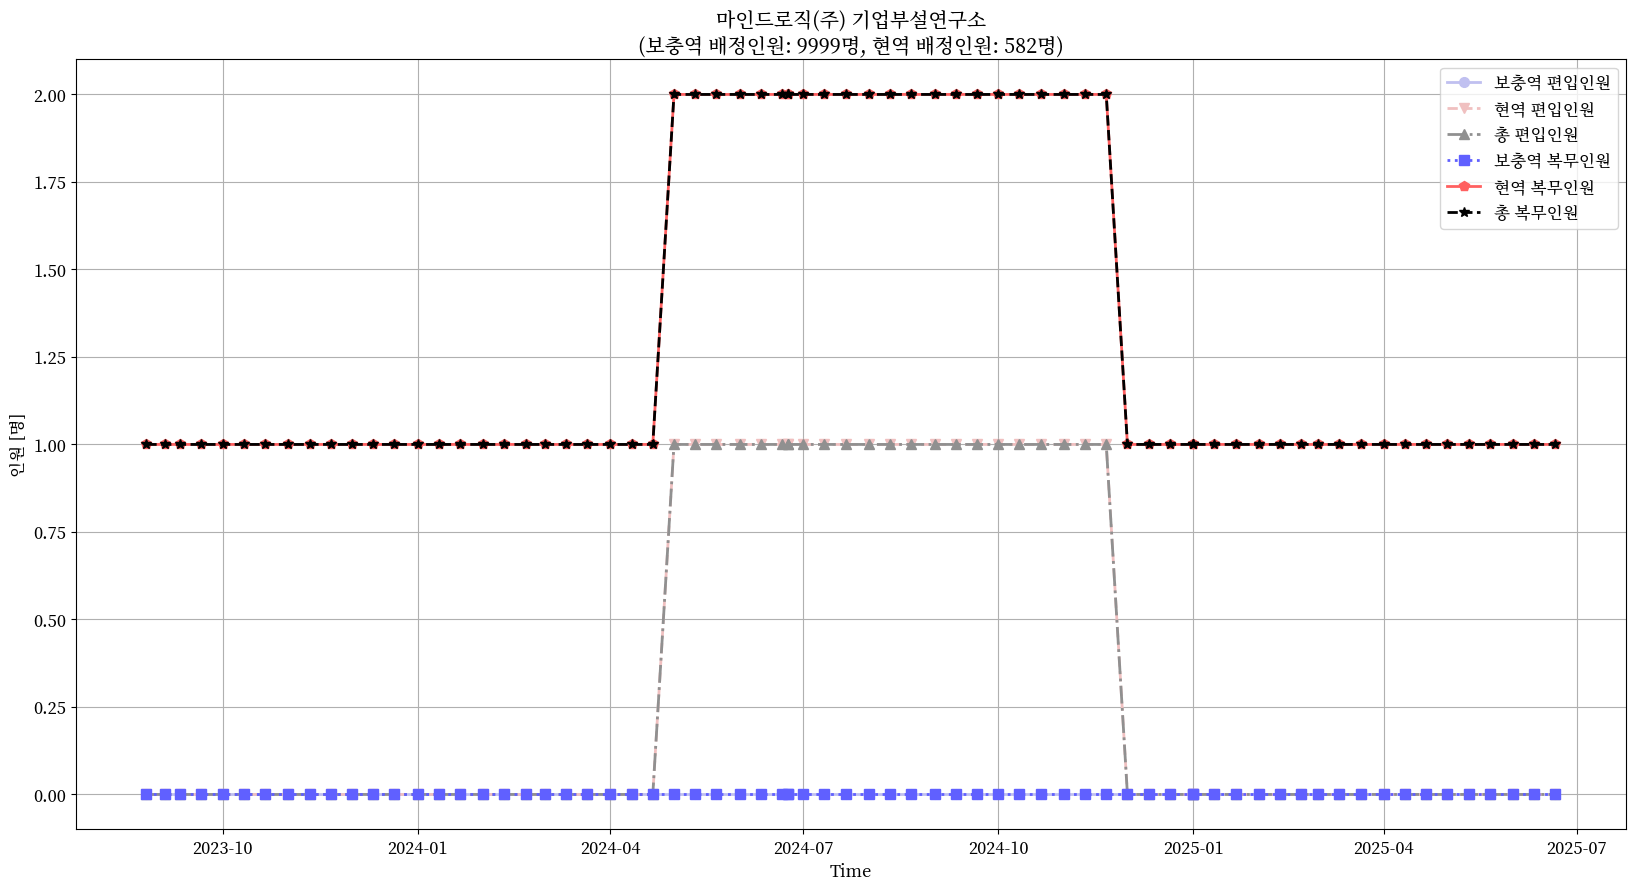 마인드로직(주) 기업부설연구소
(보충역 배정인원: 9999명, 현역 배정인원: 582명)
보충역 편입인원
현역 편입인원
총 편입인원
보충역 복무인원
현역 복무인원
총 복무인원
인원 [명]
2.00
1.75
1.50
1.25
1.00
0.75
0.50
0.25
0.00
2023-10
2024-01
2024-04
2024-07
2024-10
2025-01
2025-04
2025-07
Time